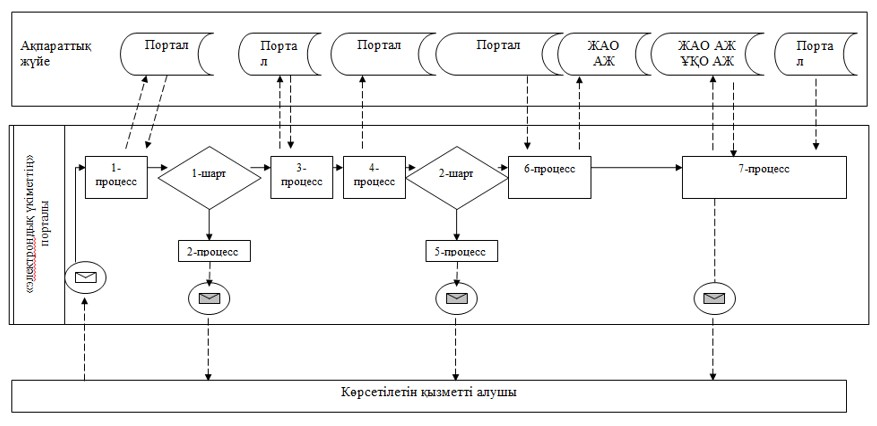 Ақпараттық
жүйе
Портал
Порта
л
Портал
Портал
ЖАО
АЖ
ЖАО АЖ
ҰҚО АЖ
Порта
л
«электрондық үкіметтің»
порталы
1-
процесс
1-шарт
3-
процесс
4-
процесс
2-шарт
6-процесс
7-процесс
2-процесс
5-процесс
Көрсетілетін қызметті алушы